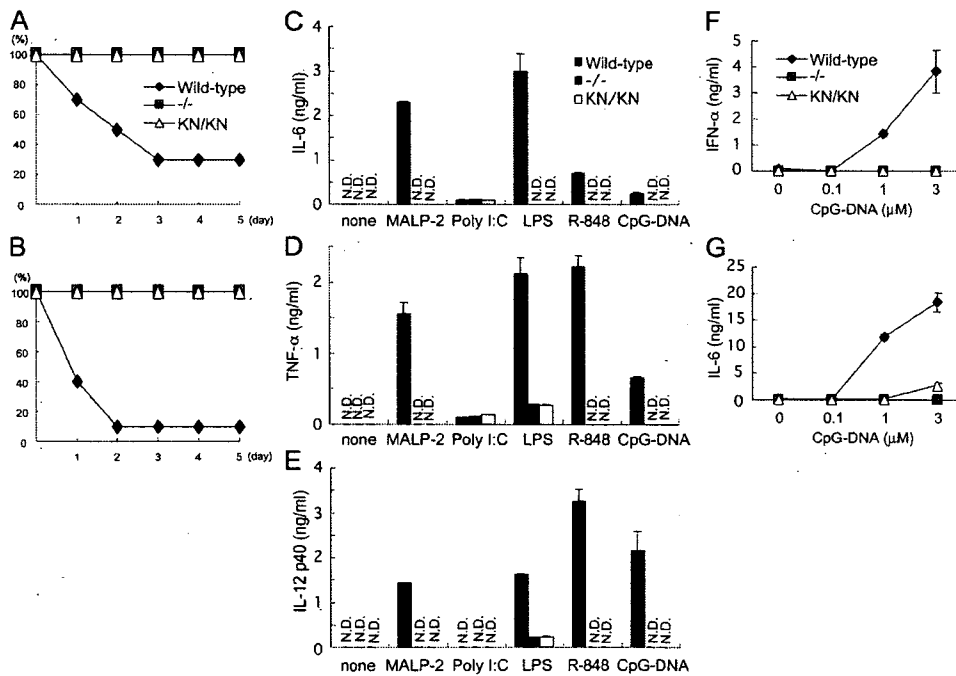 A
(%)
100
80
60
40
20
0
1 2 3 4 5 (day)
Wild-type
-/-
KN/KN
B
(%)
100
80
60
40
20
0
1 2 3 4 5 (day)
C
IL-6 (ng/ml)
4
3
2
1
0
Wild-type
-/-
KN/KN
N.D. N.D. N.D. N.D. N.D. N.D. N.D. N.D. N.D. N.D. N.D.
none MALP-2 Poly I:C LPS R-848 CpG-DNA
D
TNF-α (ng/ml)
2
1
0
N.D. N.D. N.D. N.D. N.D. N.D. N.D. N.D. N.D.
none MALP-2 Poly I:C LPS R-848 CpG-DNA
E
IL-12 p40 (ng/ml)
4
3
2
1
0
N.D. N.D. N.D. N.D. N.D. N.D. N.D. N.D. N.D. N.D. N.D. N.D.
none MALP-2 Poly I:C LPS R-848 CpG-DNA
F
IFN-α (ng/ml)
5
4
3
2
1
0
Wild-type
-/-
KN/KN
0 0.1 1 3
CpG-DNA (μM)
G
IL-6 (ng/ml)
25
20
15
10
5
0
0 0.1 1 3
CpG-DNA (μM)